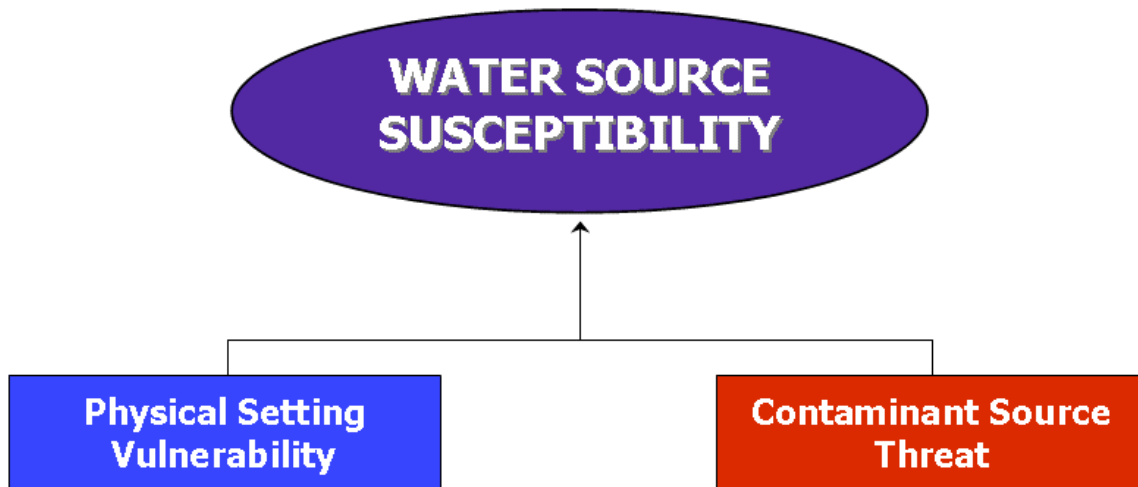 WATER SOURCE
SUSCEPTIBILITY
Physical Setting
Vulnerability
Contaminant Source
Threat